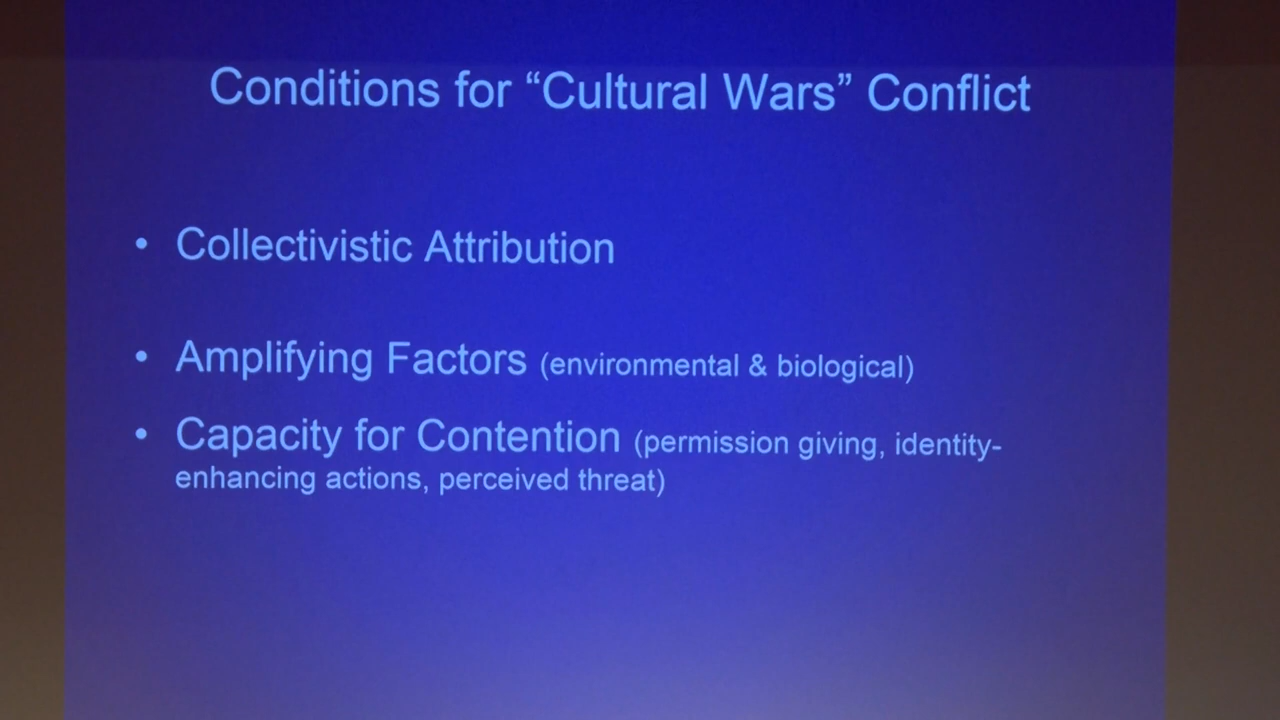 Conditions for “Cultural Wars” Conflict
• Collectivistic Attribution
• Amplifying Factors (environmental & biological)
• Capacity for Contention (permission giving, identity-
enhancing actions, perceived threat)